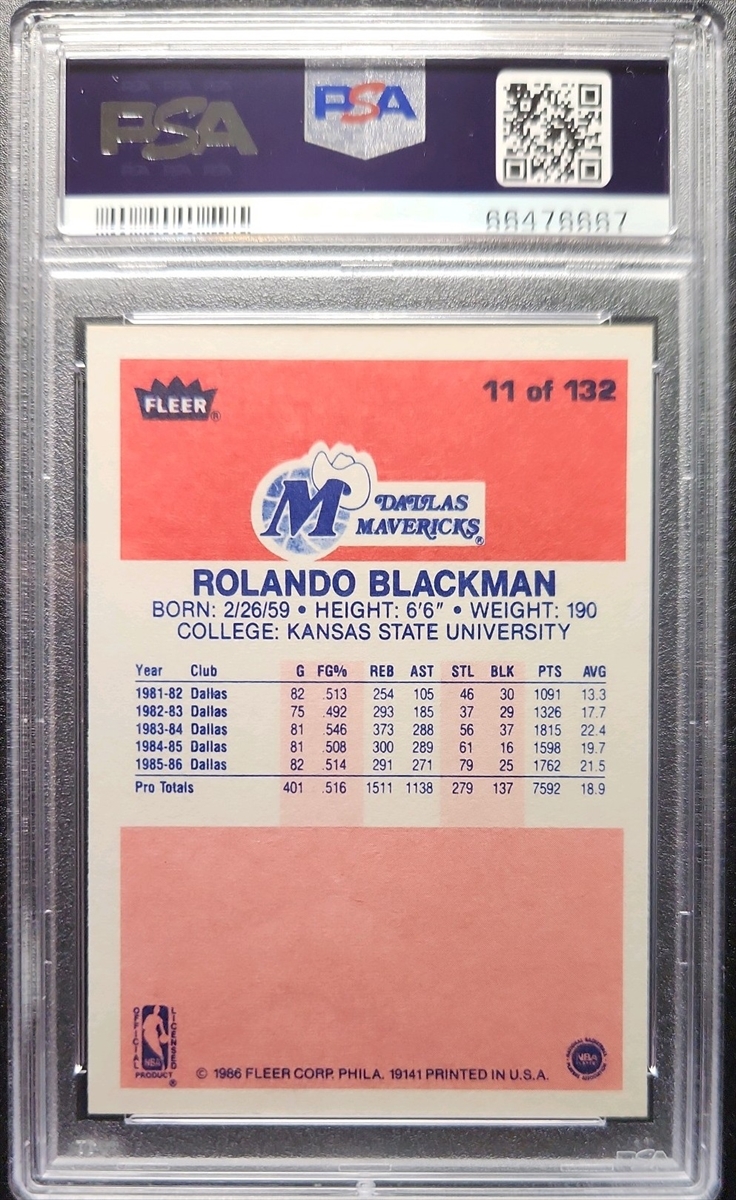 PSA
PSA
66476667
FLEER ®
11 of 132
M
DALLAS
MAVERICKS ®
ROLANDO BLACKMAN
BORN: 2/26/59 • HEIGHT: 6'6" • WEIGHT: 190
COLLEGE: KANSAS STATE UNIVERSITY
Year Club G FG% REB AST STL BLK PTS AVG
1981-82 Dallas 82 .513 254 105 46 30 1091 13.3
1982-83 Dallas 75 .492 293 185 37 29 1326 17.7
1983-84 Dallas 81 .546 373 288 56 37 1815 22.4
1984-85 Dallas 81 .508 300 289 61 16 1598 19.7
1985-86 Dallas 82 .514 291 271 79 25 1762 21.5
Pro Totals 401 .516 1511 1138 279 137 7592 18.9
OFFICIAL
LICENSED
NBA
PRODUCT ®
© 1986 FLEER CORP. PHILA. 19141 PRINTED IN U.S.A.
NBA
PSA